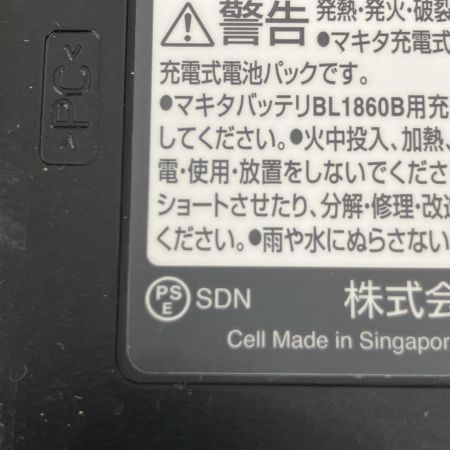 警告 発熱・発火・破裂
●マキタ充電式
充電式電池パックです。
●マキタバッテリBL1860B用充
してください。●火中投入、加熱、
電・使用・放置をしないでくださ
ショートさせたり、分解・修理・改造
ください。●雨や水にぬらさない
PSE SDN 株式会
Cell Made in Singapor
>PC<